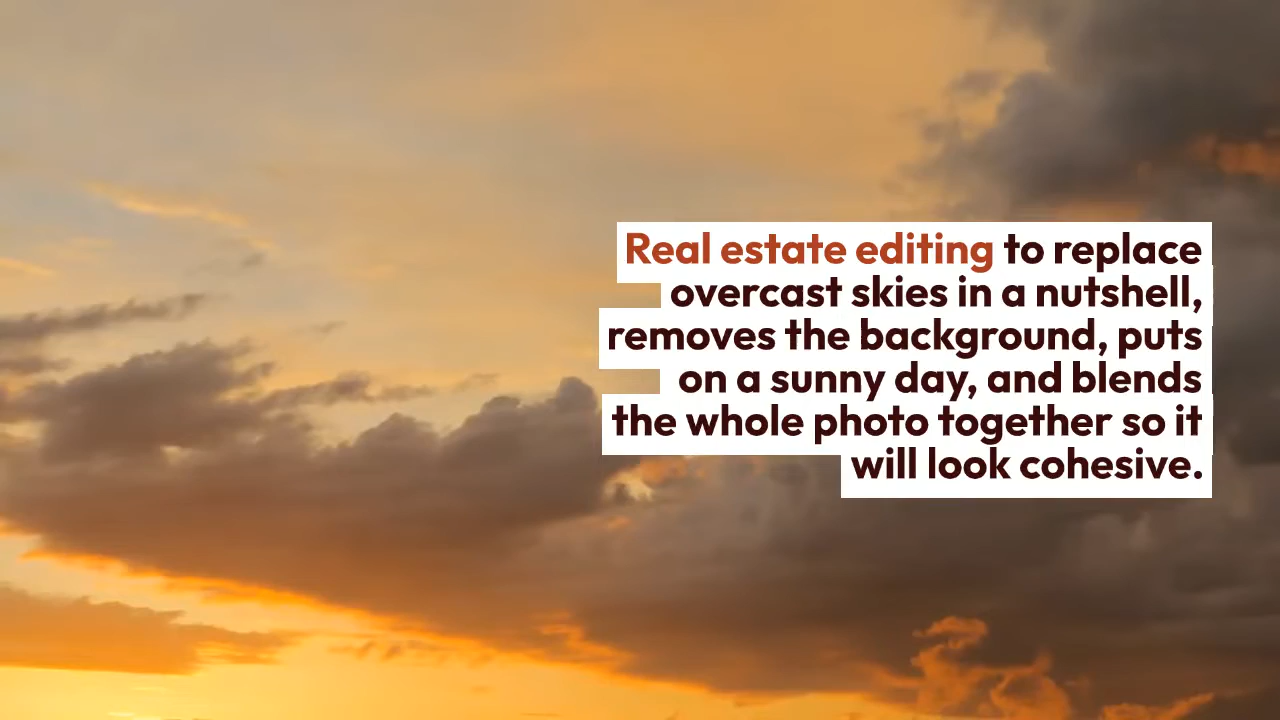 Real estate editing to replace
overcast skies in a nutshell,
removes the background, puts
on a sunny day, and blends
the whole photo together so it
will look cohesive.